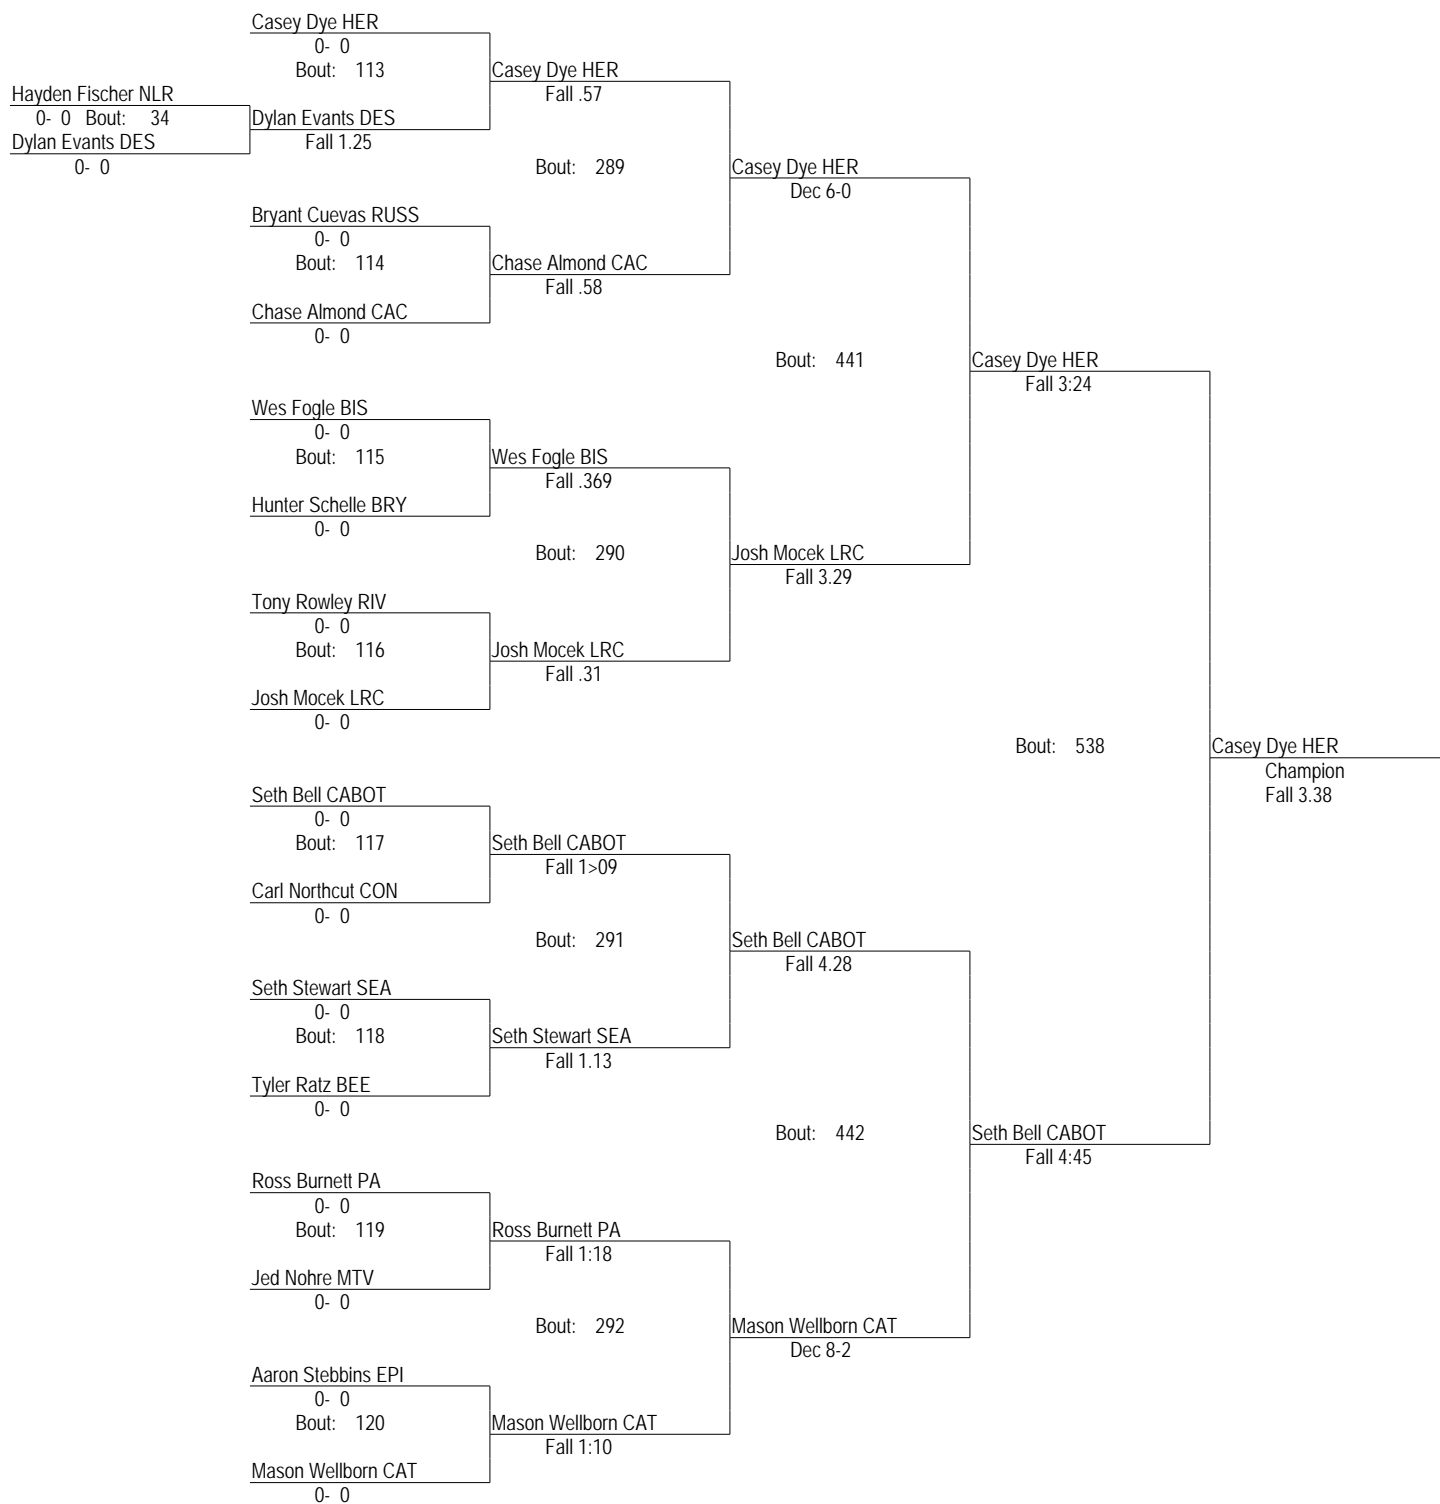 Casey Dye HER
0- 0
Bout: 113
Casey Dye HER
Fall .57
Hayden Fischer NLR
0- 0 Bout: 34
Dylan Evants DES
Fall 1.25
Dylan Evants DES
0- 0
Bout: 289
Casey Dye HER
Dec 6-0
Bryant Cuevas RUSS
0- 0
Bout: 114
Chase Almond CAC
Fall .58
Chase Almond CAC
0- 0
Bout: 441
Casey Dye HER
Fall 3:24
Wes Fogle BIS
0- 0
Bout: 115
Wes Fogle BIS
Fall .369
Hunter Schelle BRY
0- 0
Bout: 290
Josh Mocek LRC
Fall 3.29
Tony Rowley RIV
0- 0
Bout: 116
Josh Mocek LRC
Fall .31
Josh Mocek LRC
0- 0
Bout: 538
Casey Dye HER
Champion
Fall 3.38
Seth Bell CABOT
0- 0
Bout: 117
Seth Bell CABOT
Fall 1>09
Carl Northcut CON
0- 0
Bout: 291
Seth Bell CABOT
Fall 4.28
Seth Stewart SEA
0- 0
Bout: 118
Seth Stewart SEA
Fall 1.13
Tyler Ratz BEE
0- 0
Bout: 442
Seth Bell CABOT
Fall 4:45
Ross Burnett PA
0- 0
Bout: 119
Ross Burnett PA
Fall 1:18
Jed Nohre MTV
0- 0
Bout: 292
Mason Wellborn CAT
Dec 8-2
Aaron Stebbins EPI
0- 0
Bout: 120
Mason Wellborn CAT
Fall 1:10
Mason Wellborn CAT
0- 0